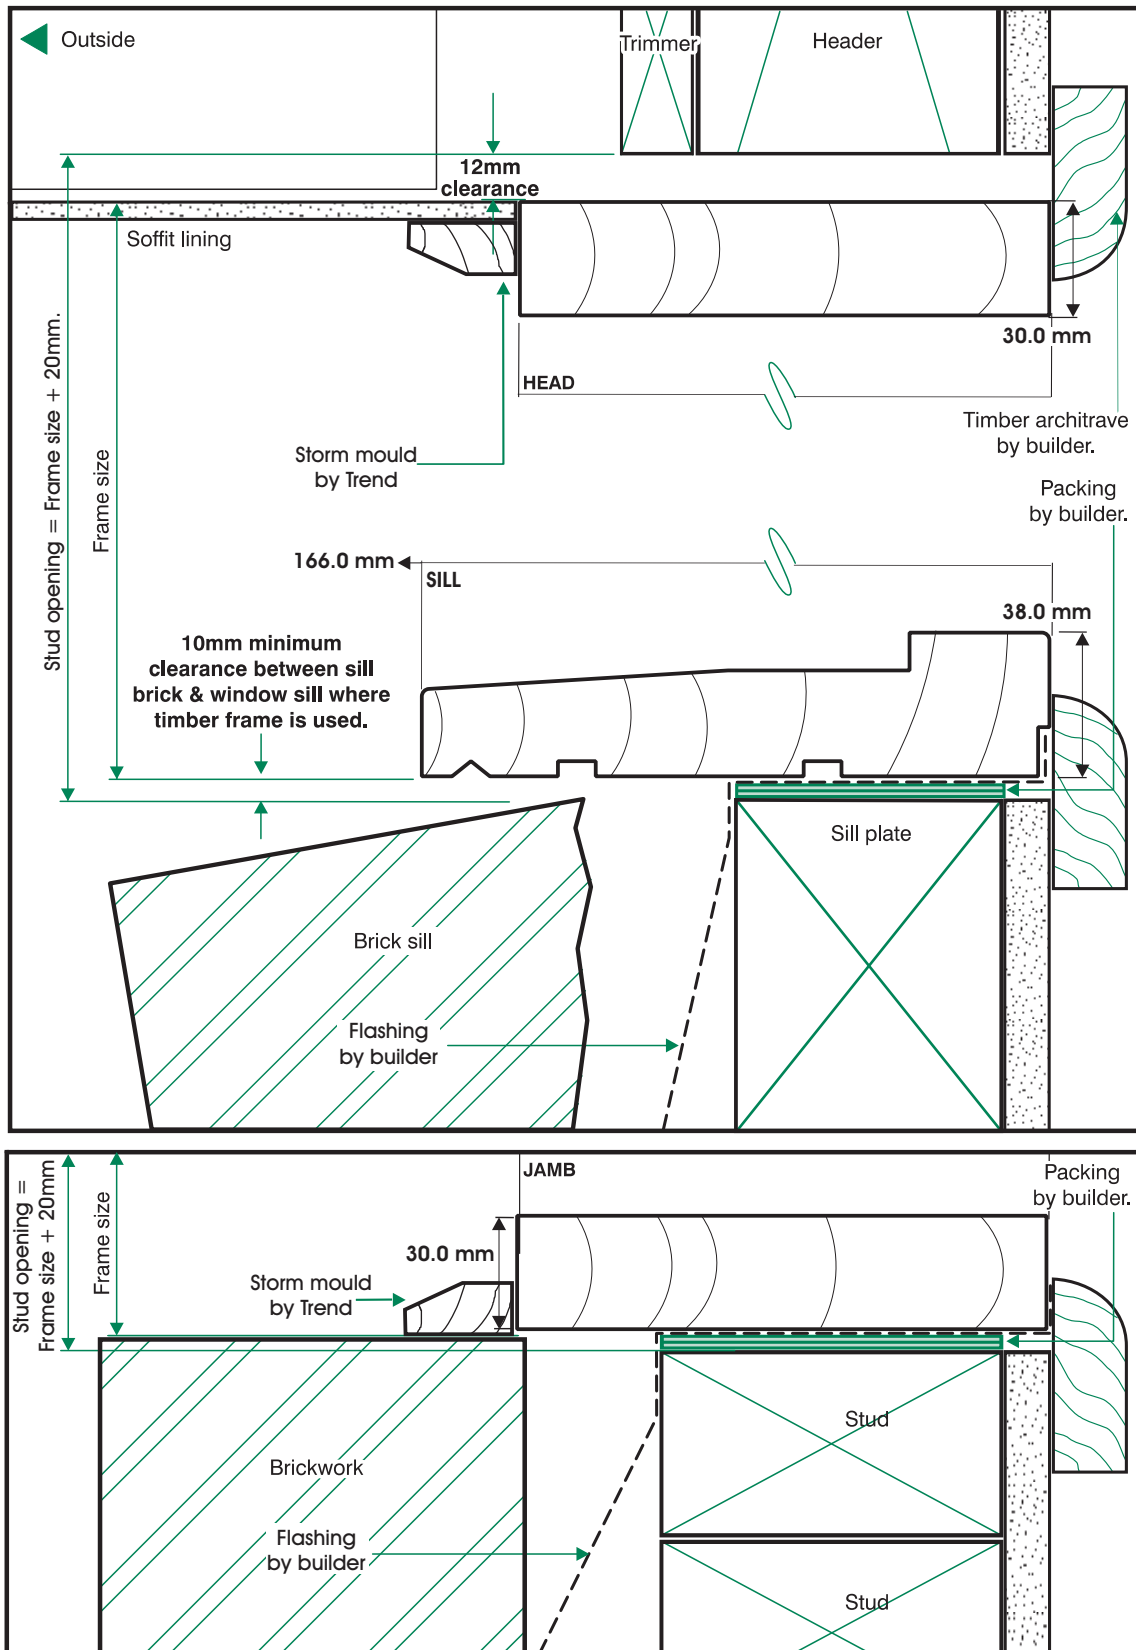 Outside
Trimmer
Header
12mm
clearance
Soffit lining
30.0 mm
HEAD
Stud opening = Frame size + 20mm.
Frame size
Storm mould
by Trend
Timber architrave
by builder.
Packing
by builder.
166.0 mm
SILL
38.0 mm
10mm minimum
clearance between sill
brick & window sill where
timber frame is used.
Sill plate
Brick sill
Flashing
by builder
JAMB
Packing
by builder.
Stud opening =
Frame size + 20mm
Frame size
30.0 mm
Storm mould
by Trend
Stud
Brickwork
Flashing
by builder
Stud